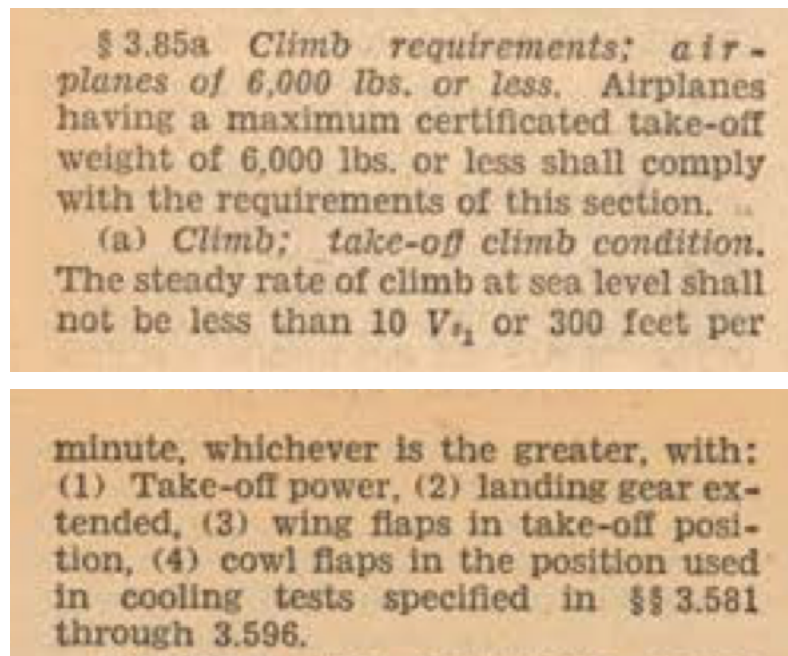 § 3.85a Climb requirements; air-
planes of 6,000 lbs. or less. Airplanes
having a maximum certificated take-off
weight of 6,000 lbs. or less shall comply
with the requirements of this section.
(a) Climb; take-off climb condition.
The steady rate of climb at sea level shall
not be less than 10 Vs₁ or 300 feet per
minute, whichever is the greater, with:
(1) Take-off power, (2) landing gear ex-
tended, (3) wing flaps in take-off posi-
tion, (4) cowl flaps in the position used
in cooling tests specified in §§ 3.581
through 3.596.